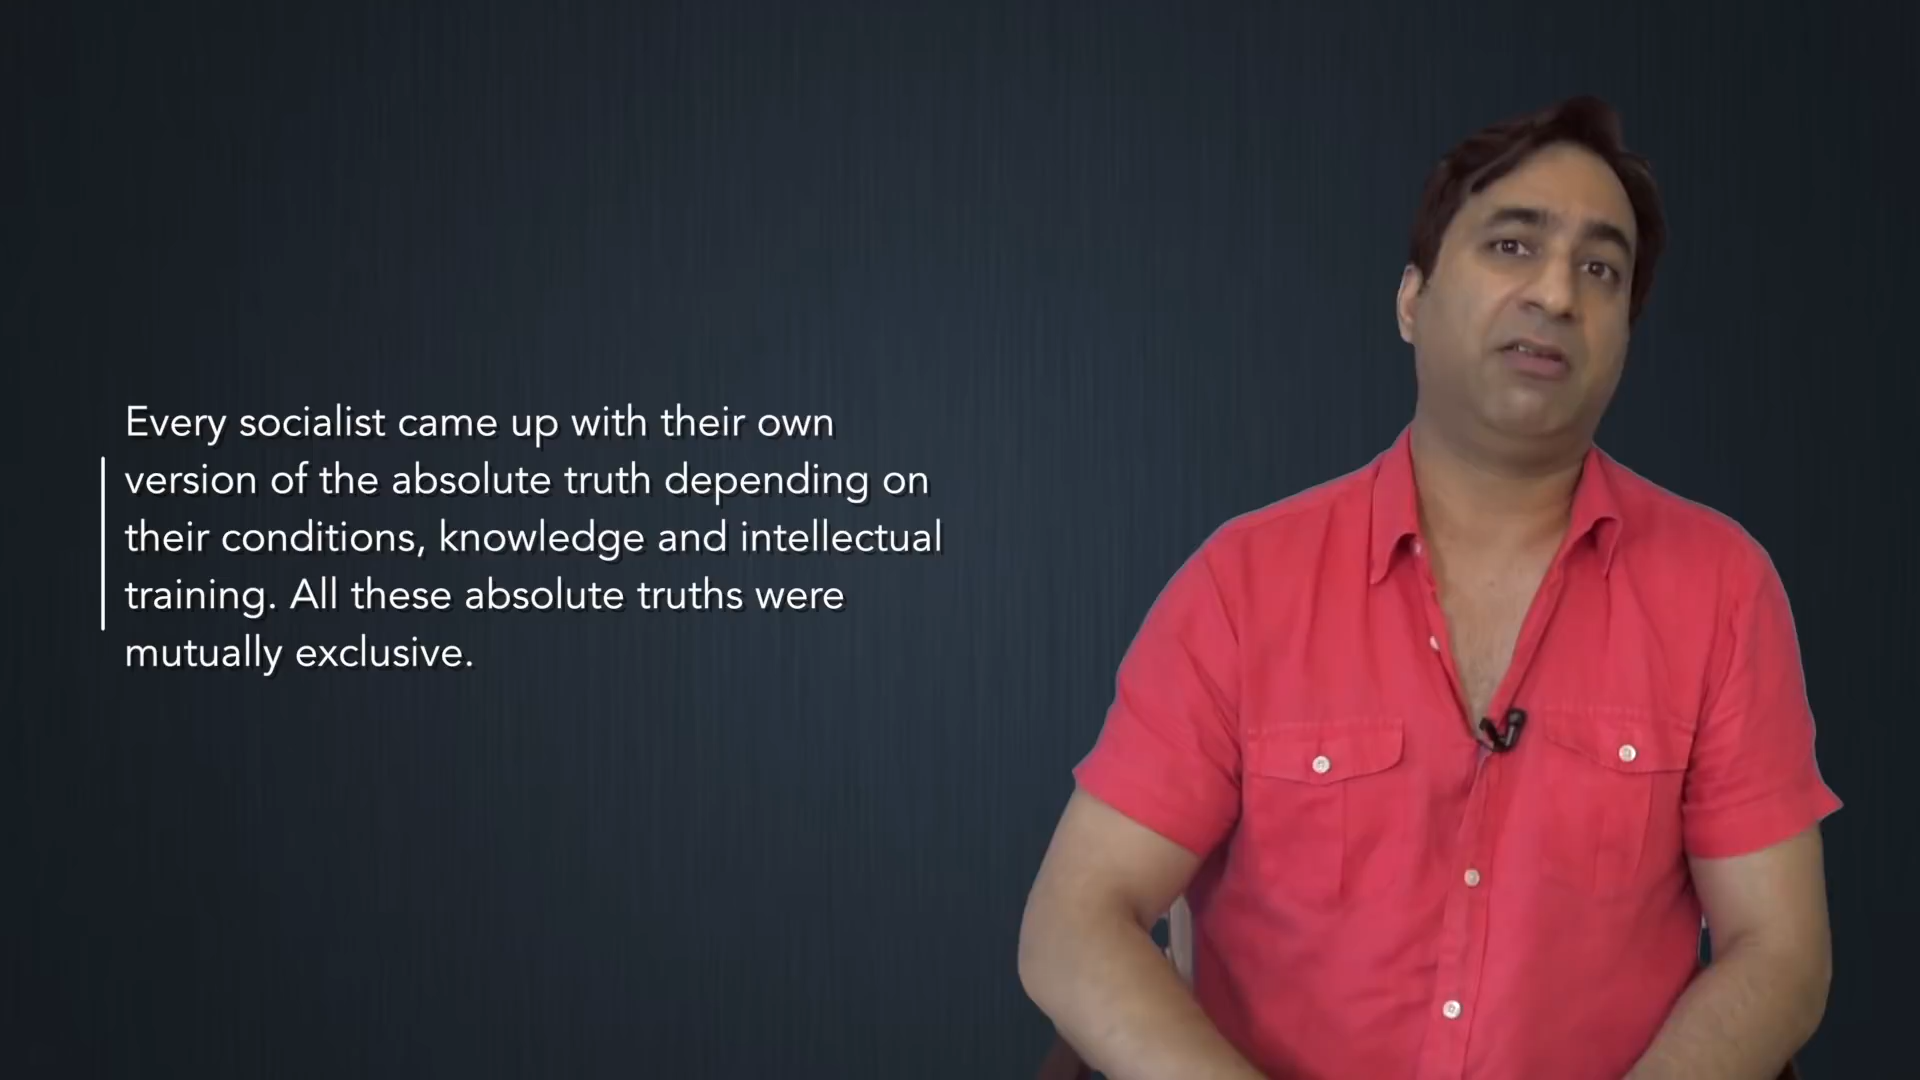 Every socialist came up with their own
version of the absolute truth depending on
their conditions, knowledge and intellectual
training. All these absolute truths were
mutually exclusive.